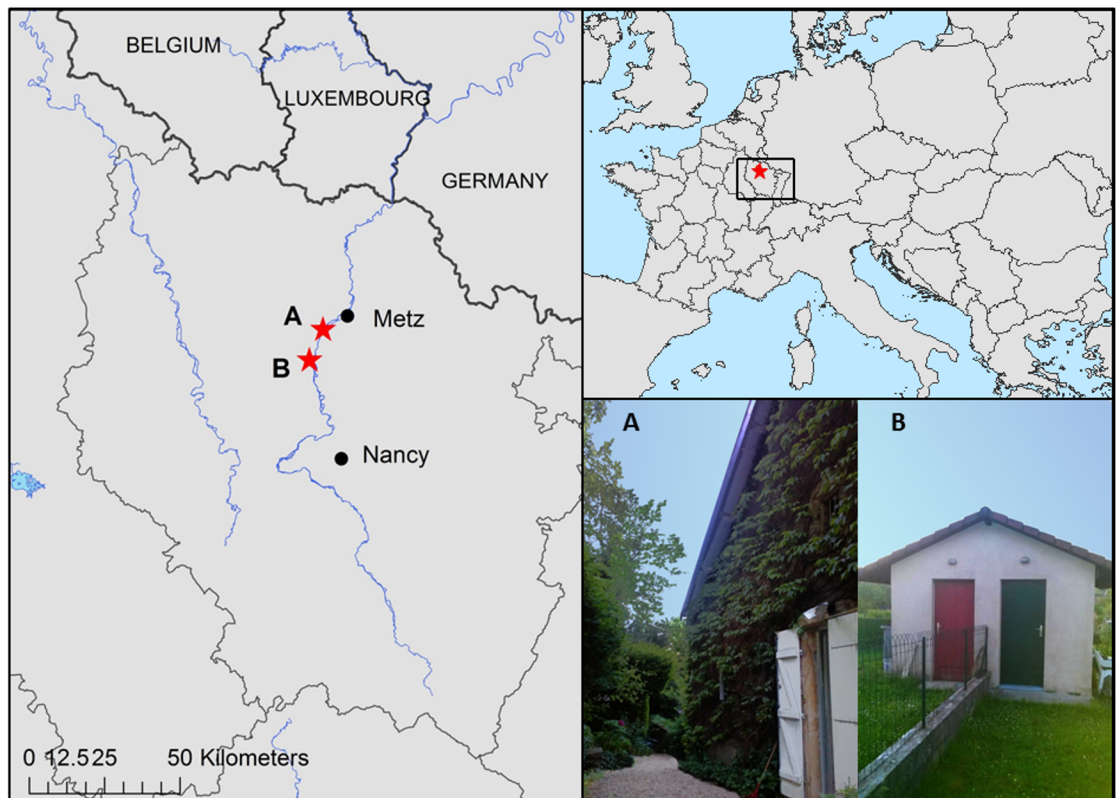 BELGIUM
LUXEMBOURG
GERMANY
A
Metz
B
Nancy
0 12.525 50 Kilometers
A
B